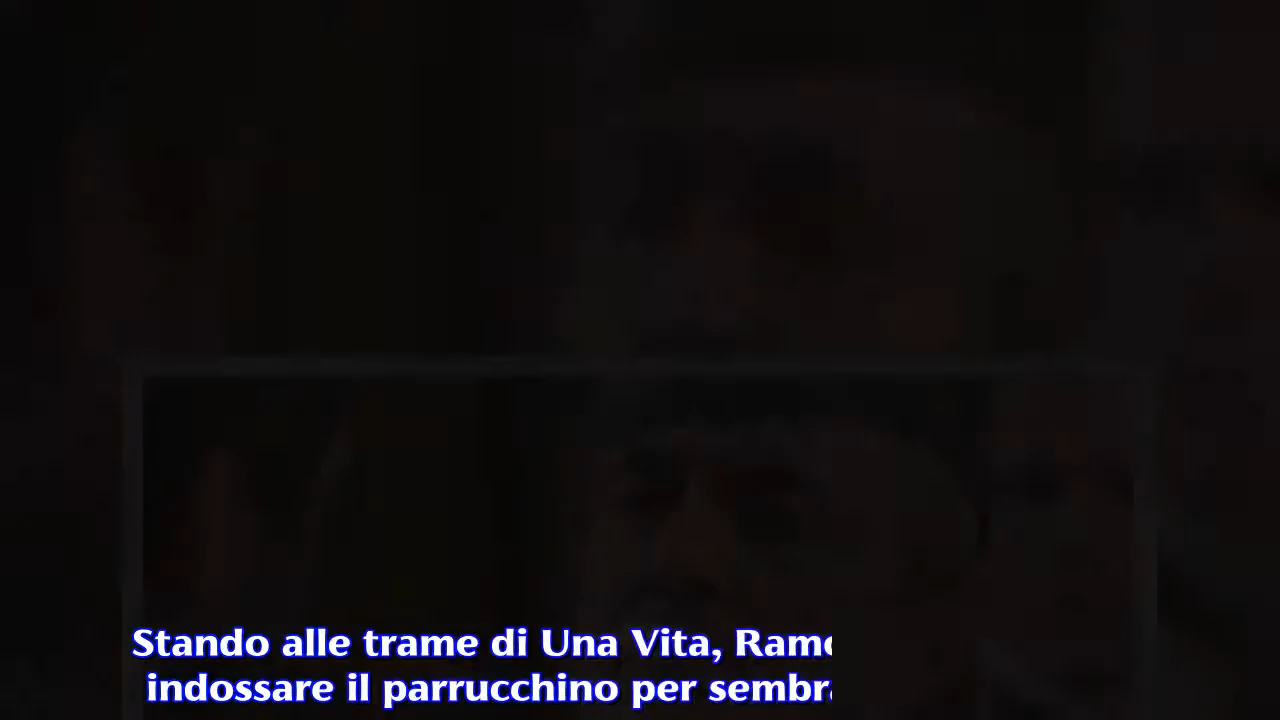 Stando alle trame di Una Vita,
indossare il parrucchino per